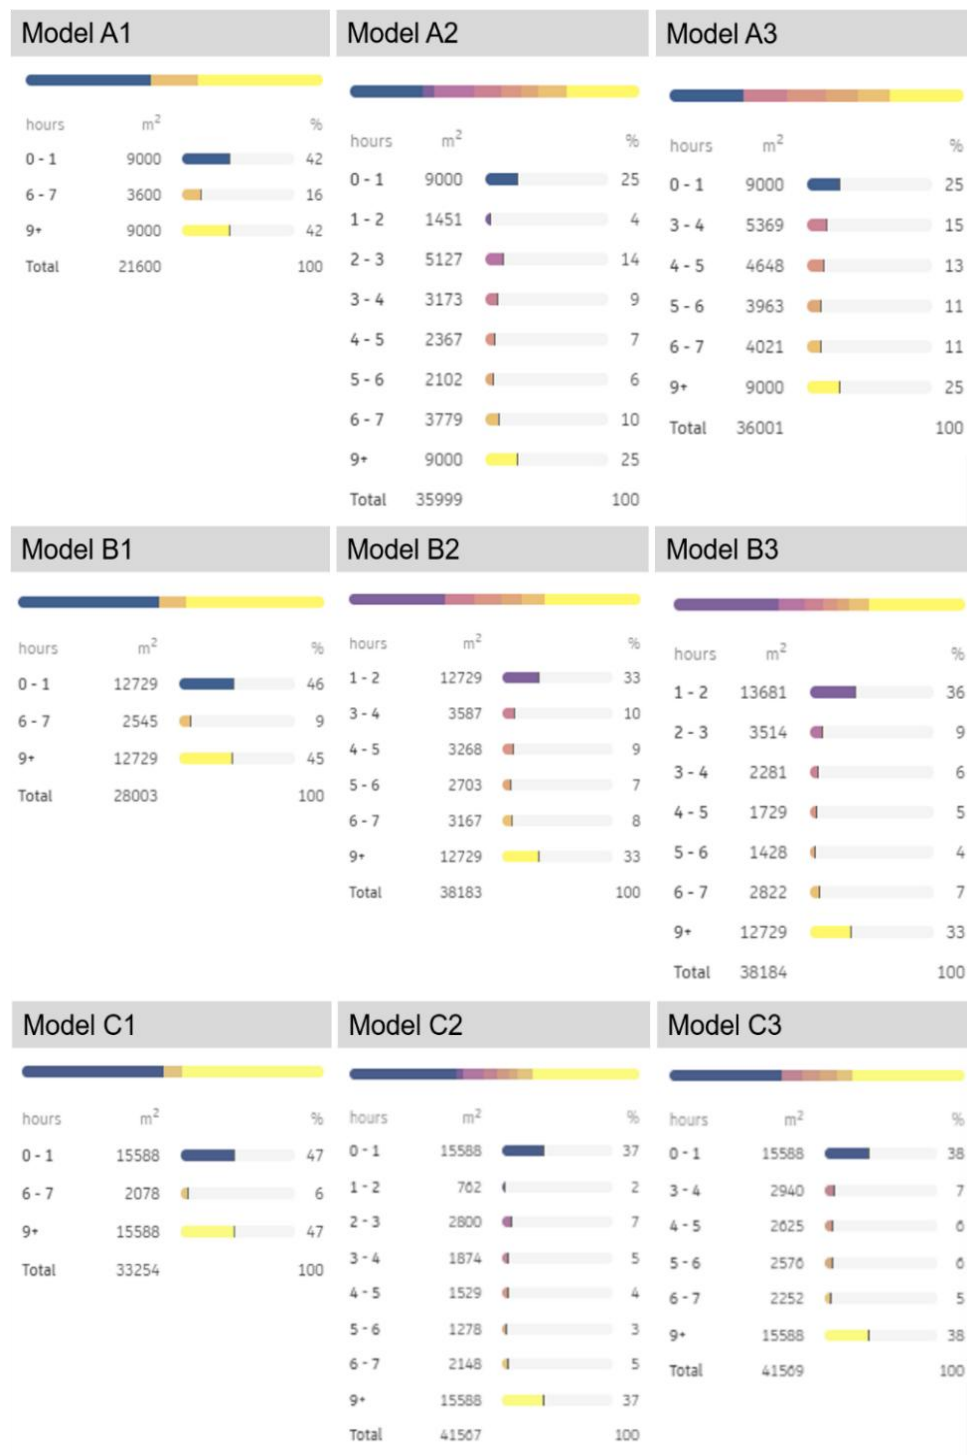 Model A1
hours m² %
0 - 1 9000 42
6 - 7 3600 16
9+ 9000 42
Total 21600 100
Model A2
hours m² %
0 - 1 9000 25
1 - 2 1451 4
2 - 3 5127 14
3 - 4 3173 9
4 - 5 2367 7
5 - 6 2102 6
6 - 7 3779 10
9+ 9000 25
Total 35999 100
Model A3
hours m² %
0 - 1 9000 25
3 - 4 5369 15
4 - 5 4648 13
5 - 6 3963 11
6 - 7 4021 11
9+ 9000 25
Total 36001 100
Model B1
hours m² %
0 - 1 12729 46
6 - 7 2545 9
9+ 12729 45
Total 28003 100
Model B2
hours m² %
1 - 2 12729 33
3 - 4 3587 10
4 - 5 3268 9
5 - 6 2703 7
6 - 7 3167 8
9+ 12729 33
Total 38183 100
Model B3
hours m² %
1 - 2 13681 36
2 - 3 3514 9
3 - 4 2281 6
4 - 5 1729 5
5 - 6 1428 4
6 - 7 2822 7
9+ 12729 33
Total 38184 100
Model C1
hours m² %
0 - 1 15588 47
6 - 7 2078 6
9+ 15588 47
Total 33254 100
Model C2
hours m² %
0 - 1 15588 37
1 - 2 762 2
2 - 3 2800 7
3 - 4 1874 5
4 - 5 1529 4
5 - 6 1278 3
6 - 7 2148 5
9+ 15588 37
Total 41567 100
Model C3
hours m² %
0 - 1 15588 38
3 - 4 2940 7
4 - 5 2625 6
5 - 6 2576 6
6 - 7 2252 5
9+ 15588 38
Total 41569 100